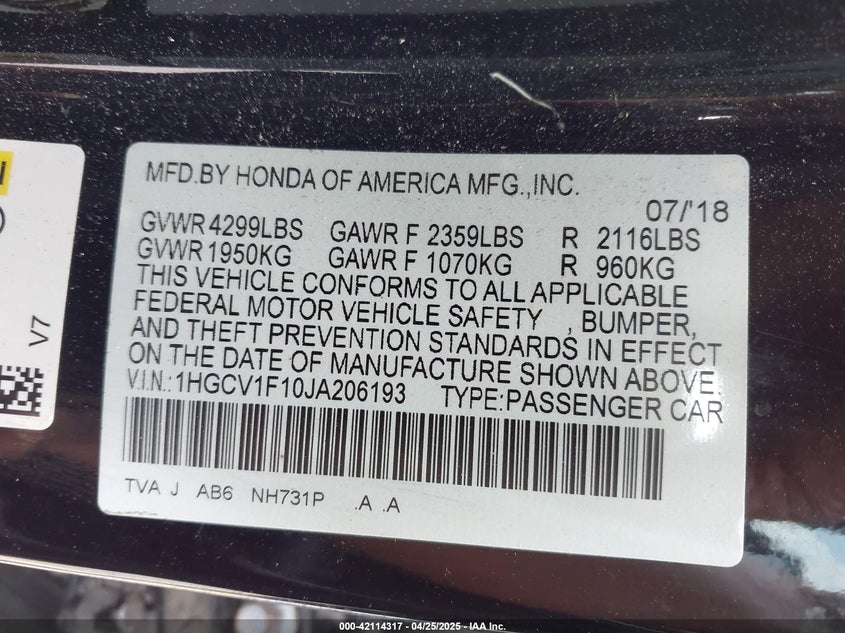 MFD.BY HONDA OF AMERICA MFG.,INC.
07/'18
GVWR 4299LBS GAWR F 2359LBS R 2116LBS
GVWR 1950KG GAWR F 1070KG R 960KG
THIS VEHICLE CONFORMS TO ALL APPLICABLE
FEDERAL MOTOR VEHICLE SAFETY , BUMPER,
AND THEFT PREVENTION STANDARDS IN EFFECT
ON THE DATE OF MANUFACTURE SHOWN ABOVE.
V.I.N.:1HGCV1F10JA206193 TYPE:PASSENGER CAR
TVA J AB6 NH731P .A .A
V7
000-42114317 - 04/25/2025 - IAA Inc.